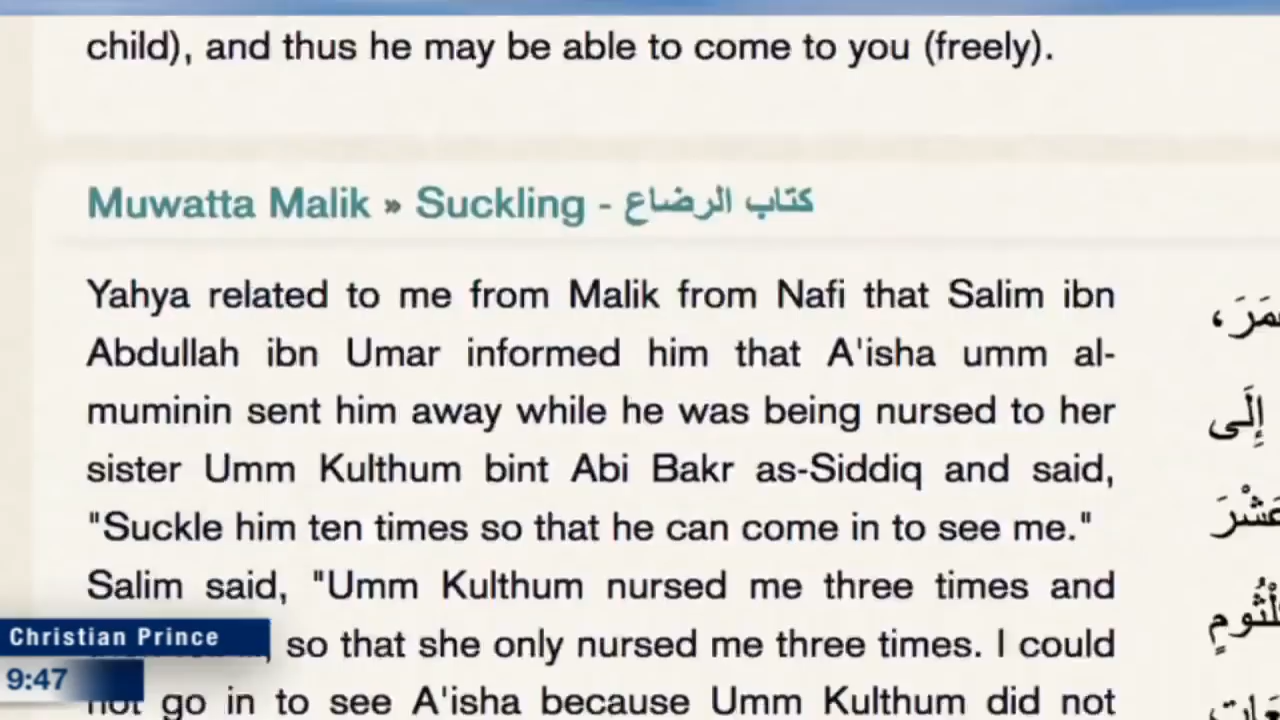 child), and thus he may be able to come to you (freely).
Muwatta Malik » Suckling - كتاب الرضاع
Yahya related to me from Malik from Nafi that Salim ibn
Abdullah ibn Umar informed him that A'isha umm al-
muminin sent him away while he was being nursed to her
sister Umm Kulthum bint Abi Bakr as-Siddiq and said,
"Suckle him ten times so that he can come in to see me."
Salim said, "Umm Kulthum nursed me three times and
so that she only nursed me three times. I could
not go in to see A'isha because Umm Kulthum did not
إِلَى
Christian Prince
9:47